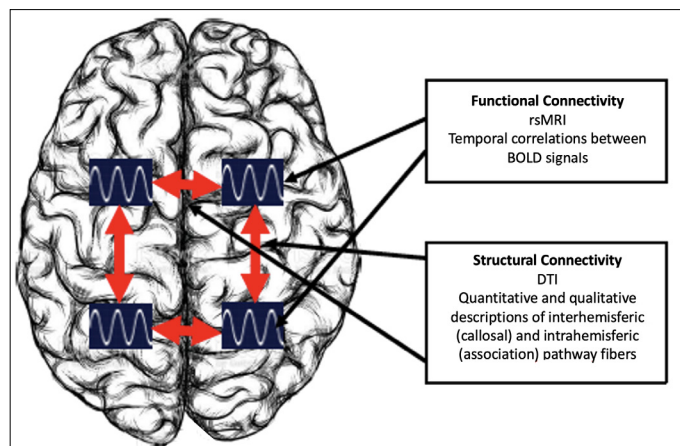 Functional Connectivity
rsMRI
Temporal correlations between
BOLD signals
Structural Connectivity
DTI
Quantitative and qualitative
descriptions of interhemisferic
(callosal) and intrahemisferic
(association) pathway fibers